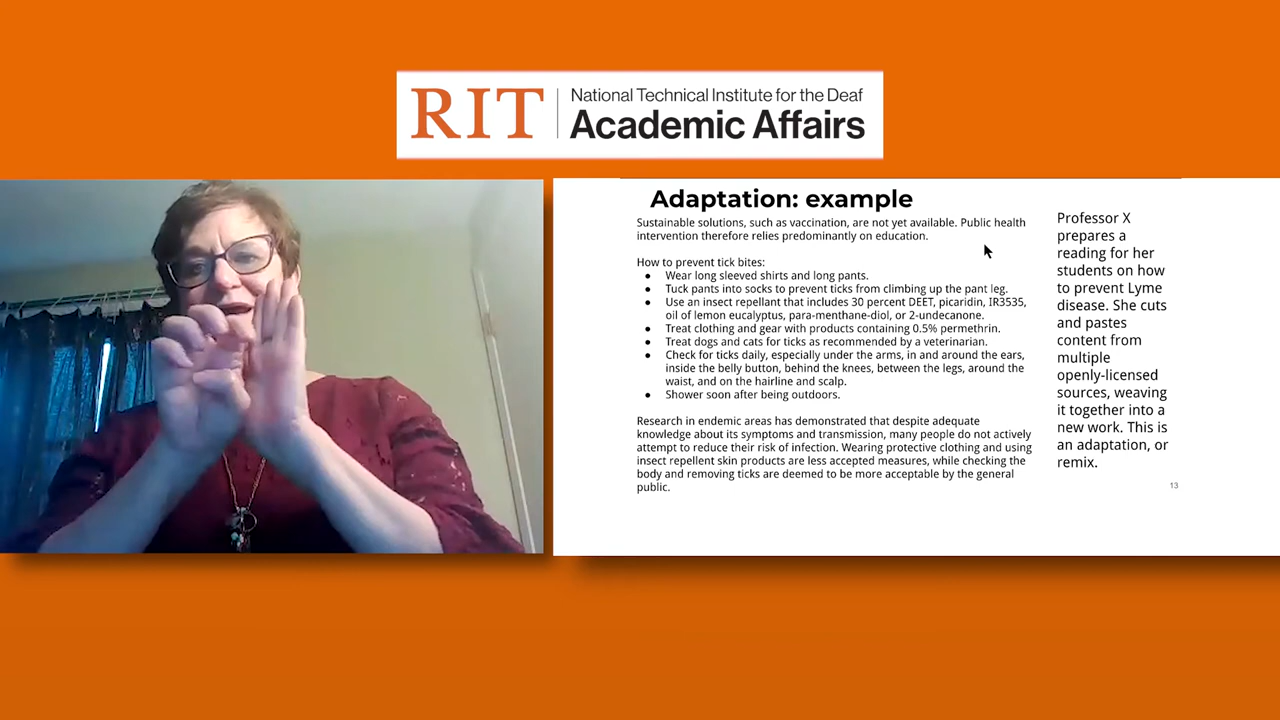 RIT
National Technical Institute for the Deaf
Academic Affairs
Adaptation: example
Sustainable solutions, such as vaccination, are not yet available. Public health
intervention therefore relies predominantly on education.
How to prevent tick bites:
● Wear long sleeved shirts and long pants.
● Tuck pants into socks to prevent ticks from climbing up the pant leg.
● Use an insect repellant that includes 30 percent DEET, picaridin, IR3535,
oil of lemon eucalyptus, para-menthane-diol, or 2-undecanone.
● Treat clothing and gear with products containing 0.5% permethrin.
● Treat dogs and cats for ticks as recommended by a veterinarian.
● Check for ticks daily, especially under the arms, in and around the ears,
inside the belly button, behind the knees, between the legs, around the
waist, and on the hairline and scalp.
● Shower soon after being outdoors.
Research in endemic areas has demonstrated that despite adequate
knowledge about its symptoms and transmission, many people do not actively
attempt to reduce their risk of infection. Wearing protective clothing and using
insect repellent skin products are less accepted measures, while checking the
body and removing ticks are deemed to be more acceptable by the general
public.
Professor X
prepares a
reading for her
students on how
to prevent Lyme
disease. She cuts
and pastes
content from
multiple
openly-licensed
sources, weaving
it together into a
new work. This is
an adaptation, or
remix.
13